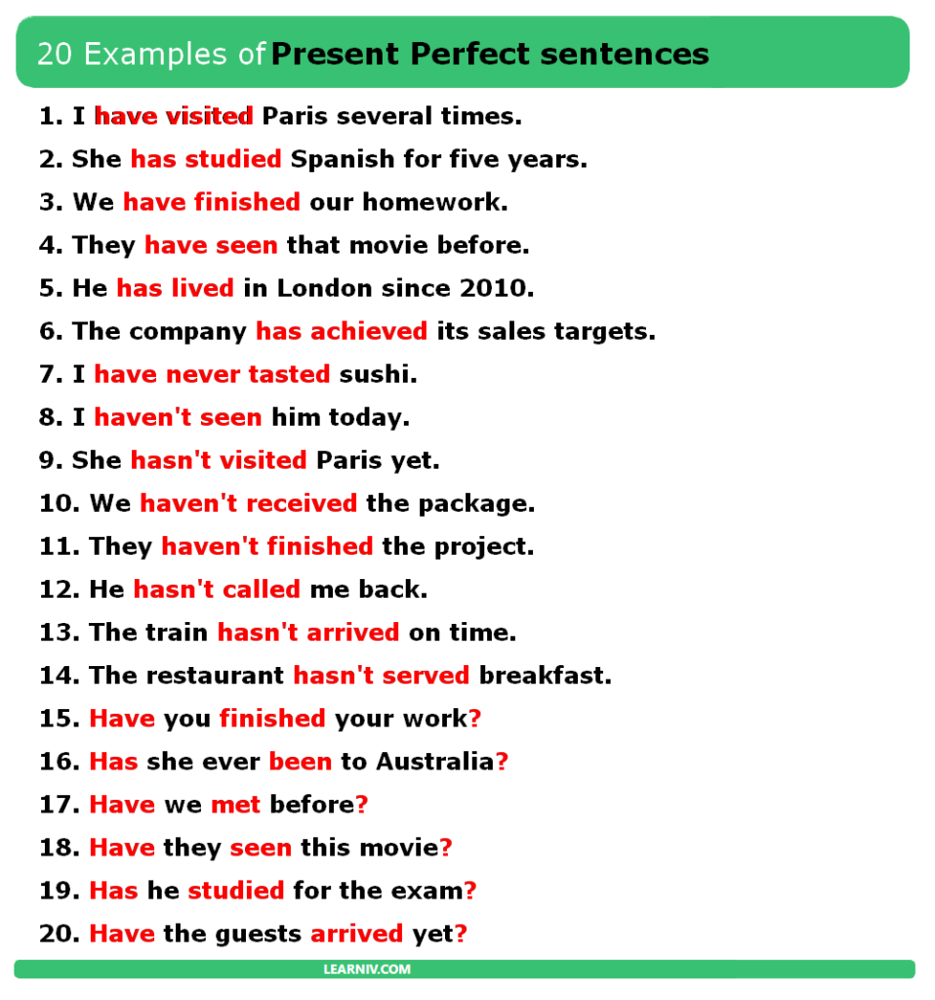 20 Examples of Present Perfect sentences
1. I have visited Paris several times.
2. She has studied Spanish for five years.
3. We have finished our homework.
4. They have seen that movie before.
5. He has lived in London since 2010.
6. The company has achieved its sales targets.
7. I have never tasted sushi.
8. I haven't seen him today.
9. She hasn't visited Paris yet.
10. We haven't received the package.
11. They haven't finished the project.
12. He hasn't called me back.
13. The train hasn't arrived on time.
14. The restaurant hasn't served breakfast.
15. Have you finished your work?
16. Has she ever been to Australia?
17. Have we met before?
18. Have they seen this movie?
19. Has he studied for the exam?
20. Have the guests arrived yet?
LEARNIV.COM